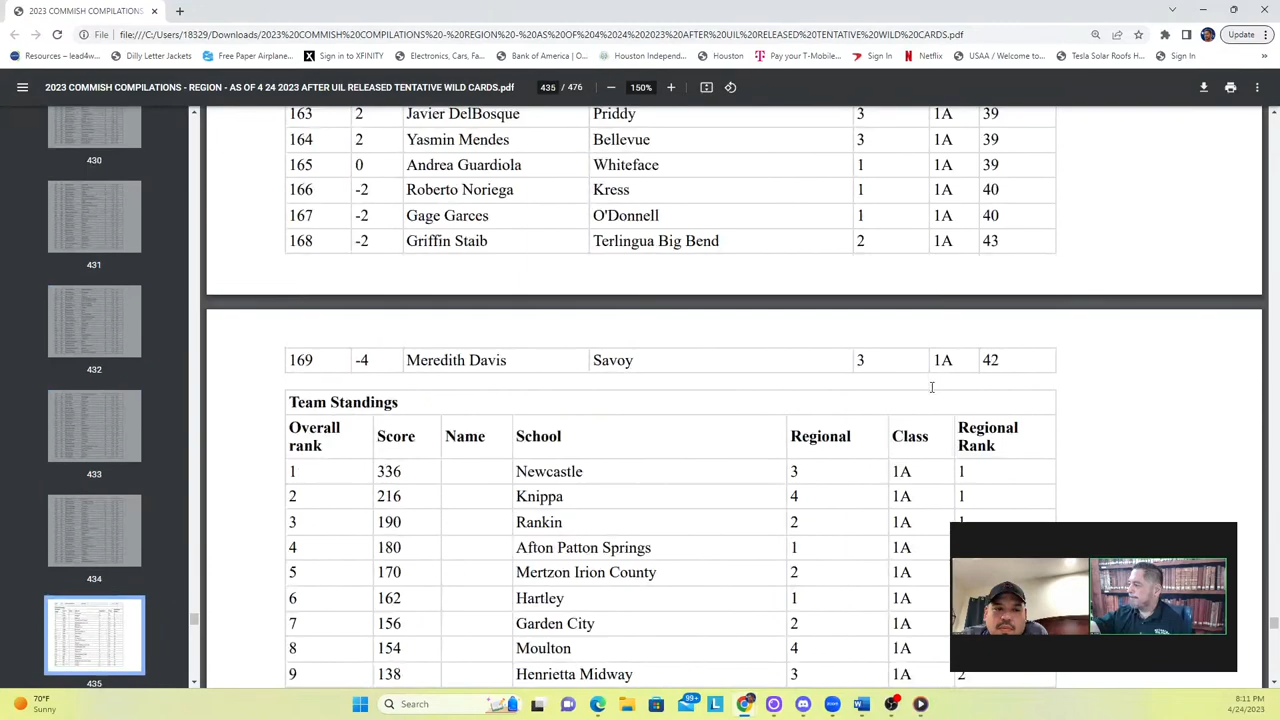 2023 COMMISH COMPILATIONS
File file:///C:/Users/18329/Downloads/2023%20COMMISH%20COMPILATIONS%20-%20REGION%20-%20AS%20OF%204%2024%202023%20AFTER%20UIL%20RELEASED%20TENTATIVE%20WILD%20CARDS.pdf Update
Resources – lead4w... Dilly Letter Jackets Free Paper Airplane... Sign in to XFINITY Electronics, Cars, Fa... Bank of America | O... Houston Independ... Houston Pay your T-Mobile... Sign In Netflix USAA / Welcome to... Tesla Solar Roofs H... Sign In »
2023 COMMISH COMPILATIONS - REGION - AS OF 4 24 2023 AFTER UIL RELEASED TENTATIVE WILD CARDS.pdf 435 / 476 150%
430
431
432
433
434
435
163 2 Javier DelBosque Priddy 3 1A 39
164 2 Yasmin Mendes Bellevue 3 1A 39
165 0 Andrea Guardiola Whiteface 1 1A 39
166 -2 Roberto Noriega Kress 1 1A 40
167 -2 Gage Garces O'Donnell 1 1A 40
168 -2 Griffin Staib Terlingua Big Bend 2 1A 43
169 -4 Meredith Davis Savoy 3 1A 42
Team Standings
Overall rank Score Name School Regional Class Regional Rank
1 336 Newcastle 3 1A 1
2 216 Knippa 4 1A 1
3 190 Rankin 2 1A
4 180 Afton Patton Springs 1 1A
5 170 Mertzon Irion County 2 1A
6 162 Hartley 1 1A
7 156 Garden City 2 1A
8 154 Moulton 4 1A
9 138 Henrietta Midway 3 1A 2
70°F
Sunny
Search
99+
8:11 PM
4/24/2023